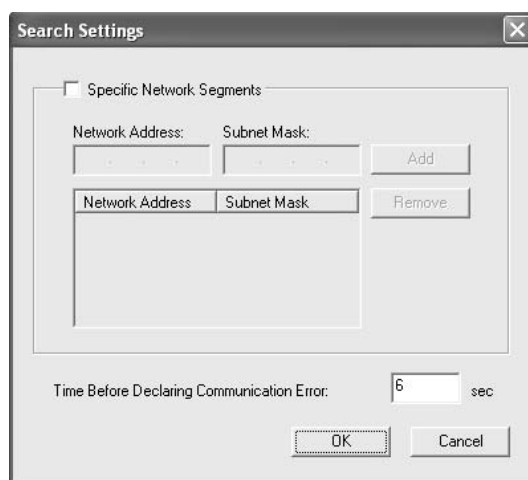 Search Settings
Specific Network Segments
Network Address: Subnet Mask:
Add
Network Address Subnet Mask
Remove
Time Before Declaring Communication Error: 6 sec
OK Cancel